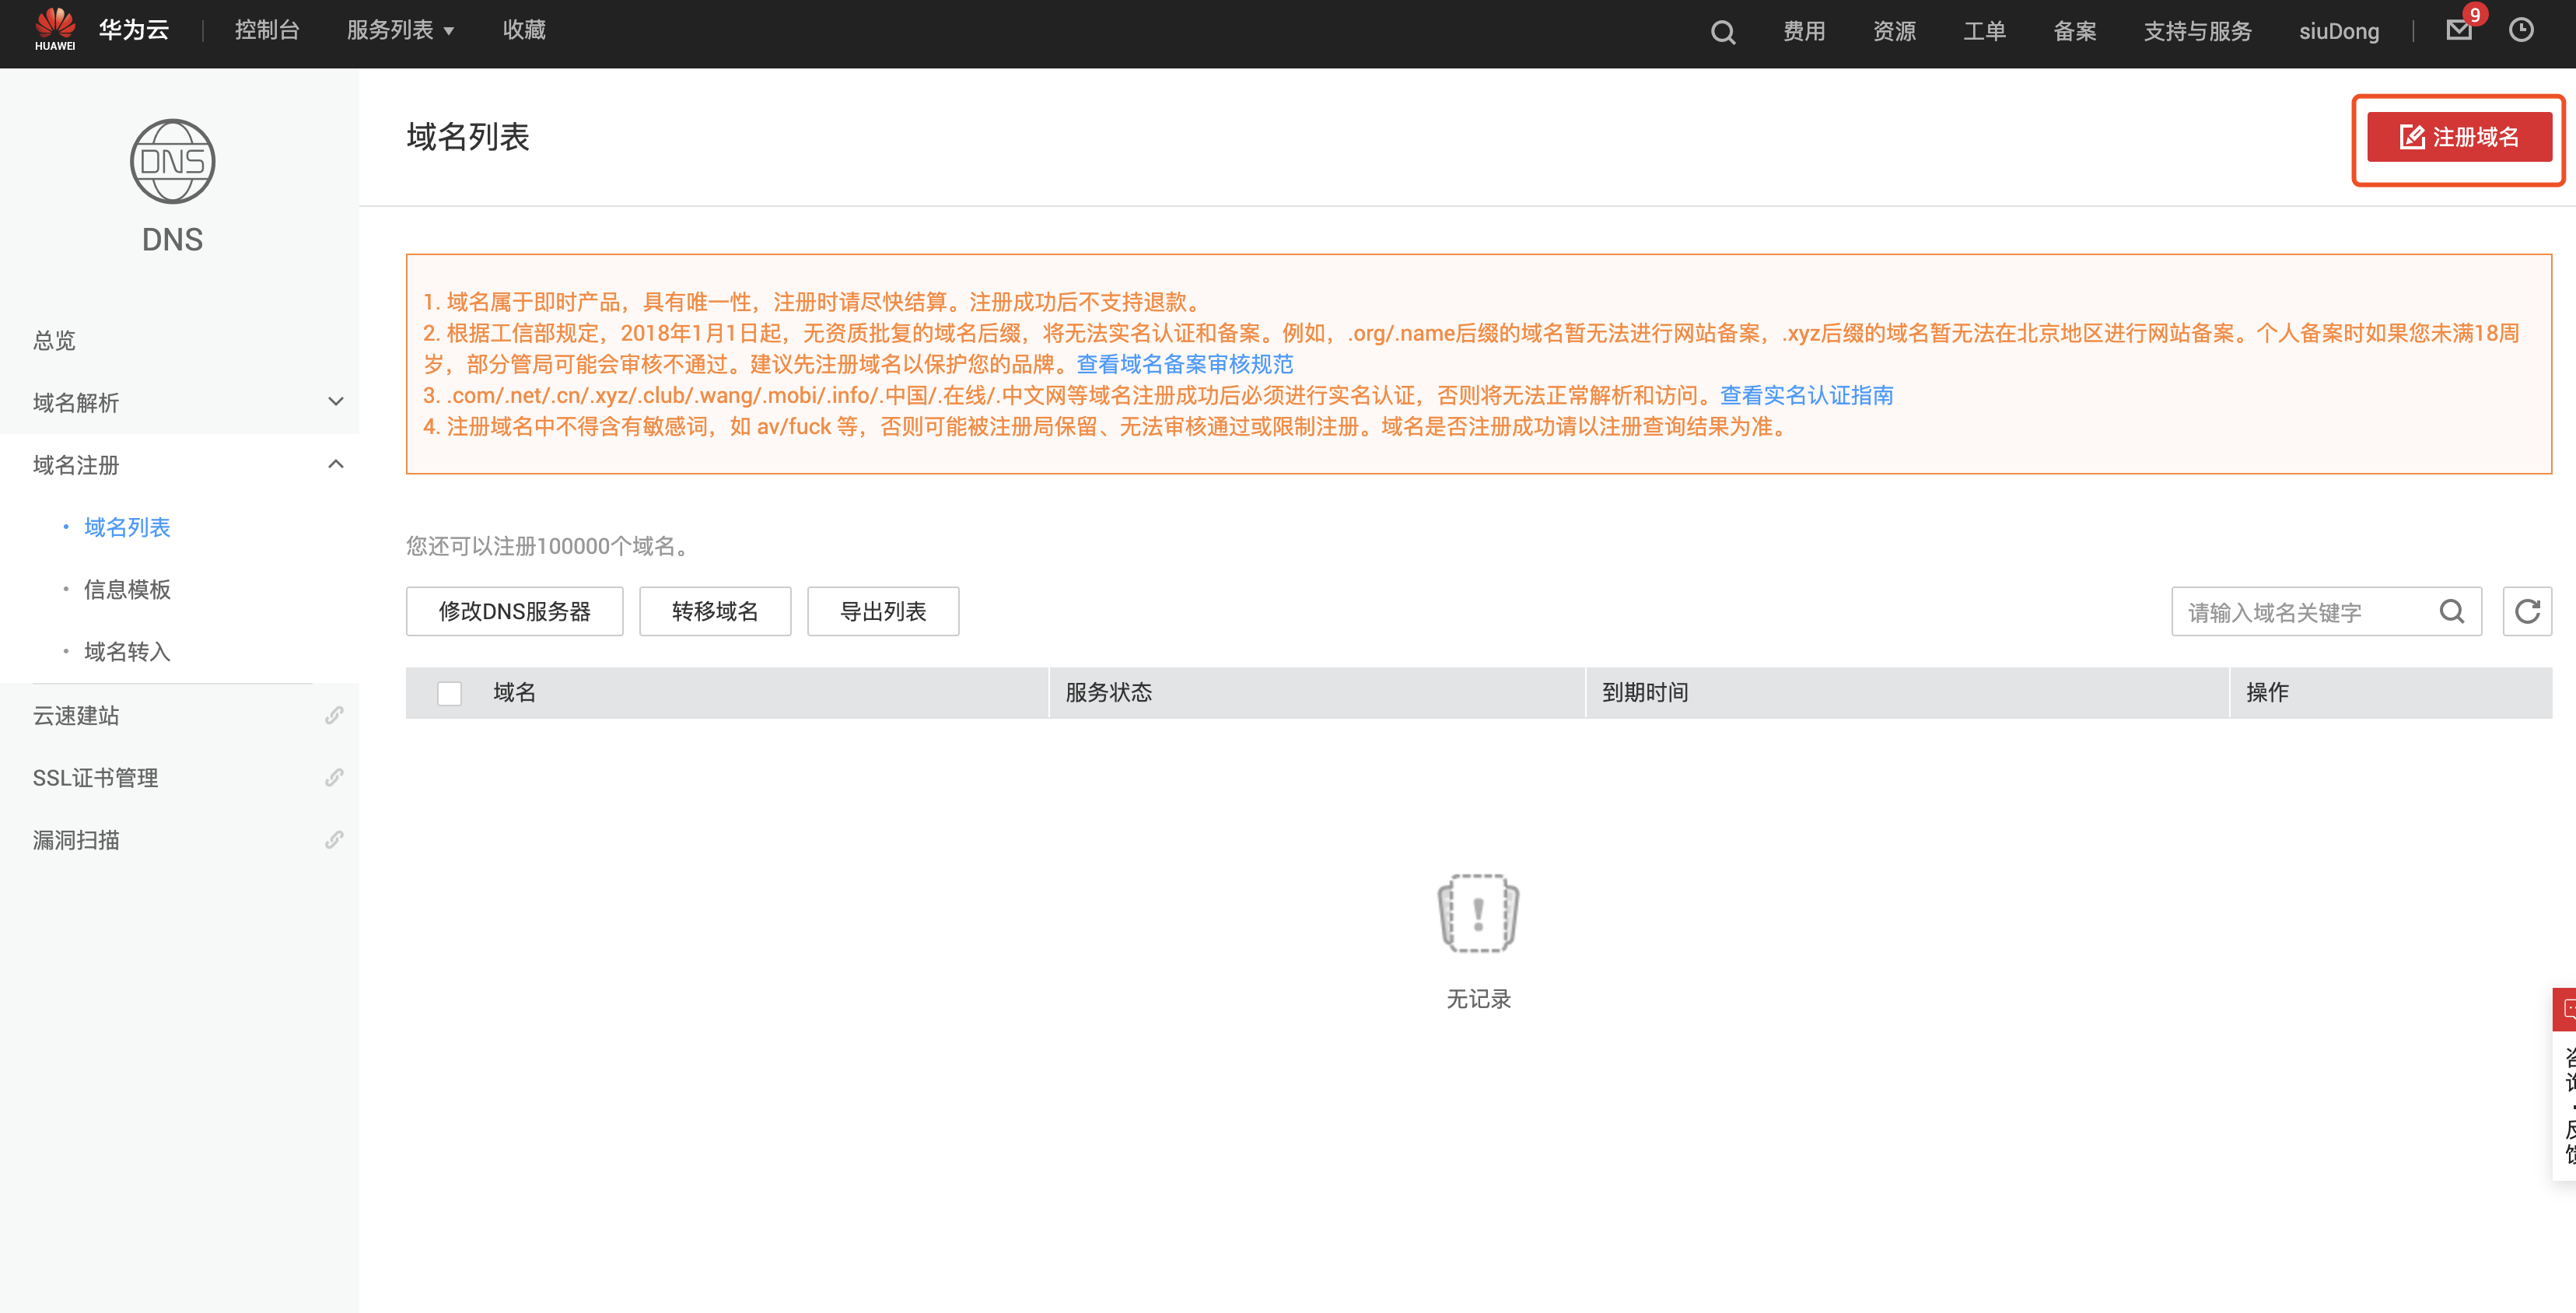 HUAWEI 华为云 控制台 服务列表 收藏 费用 资源 工单 备案 支持与服务 siuDong 9
DNS
DNS
总览
域名解析
域名注册
域名列表
信息模板
域名转入
云速建站
SSL证书管理
漏洞扫描
域名列表
注册域名
1. 域名属于即时产品，具有唯一性，注册时请尽快结算。注册成功后不支持退款。
2. 根据工信部规定，2018年1月1日起，无资质批复的域名后缀，将无法实名认证和备案。例如，.org/.name后缀的域名暂无法进行网站备案，.xyz后缀的域名暂无法在北京地区进行网站备案。个人备案时如果您未满18周
岁，部分管局可能会审核不通过。建议先注册域名以保护您的品牌。查看域名备案审核规范
3. .com/.net/.cn/.xyz/.club/.wang/.mobi/.info/.中国/.在线/.中文网等域名注册成功后必须进行实名认证，否则将无法正常解析和访问。查看实名认证指南
4. 注册域名中不得含有敏感词，如 av/fuck 等，否则可能被注册局保留、无法审核通过或限制注册。域名是否注册成功请以注册查询结果为准。
您还可以注册100000个域名。
修改DNS服务器 转移域名 导出列表 请输入域名关键字
域名 服务状态 到期时间 操作
无记录